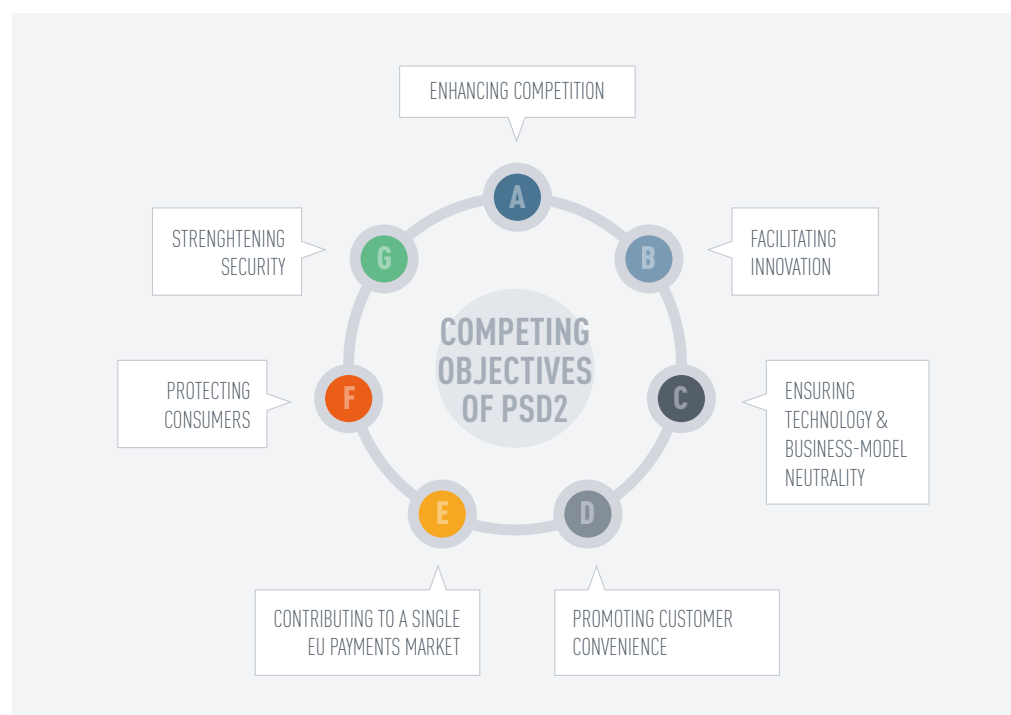 ENHANCING COMPETITION
A
B
FACILITATING
INNOVATION
C
ENSURING
TECHNOLOGY &
BUSINESS-MODEL
NEUTRALITY
D
PROMOTING CUSTOMER
CONVENIENCE
E
CONTRIBUTING TO A SINGLE
EU PAYMENTS MARKET
F
PROTECTING
CONSUMERS
G
STRENGHTENING
SECURITY
COMPETING
OBJECTIVES
OF PSD2